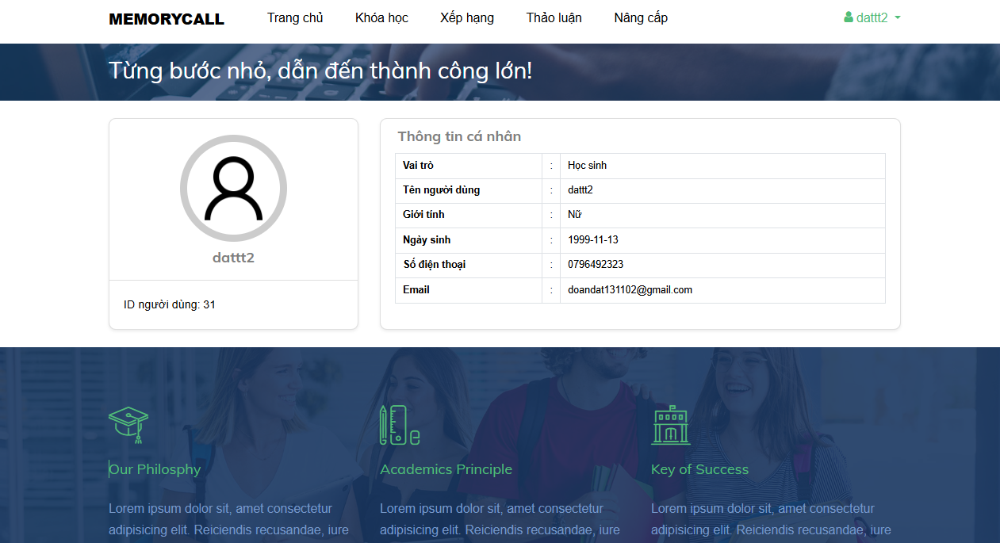 MEMORYCALL Trang chủ Khóa học Xếp hạng Thảo luận Nâng cấp dattt2
Từng bước nhỏ, dẫn đến thành công lớn!
dattt2
ID người dùng: 31
Thông tin cá nhân
Vai trò : Học sinh
Tên người dùng : dattt2
Giới tính : Nữ
Ngày sinh : 1999-11-13
Số điện thoại : 0796492323
Email : doandat131102@gmail.com
Our Philosphy
Lorem ipsum dolor sit, amet consectetur
adipisicing elit. Reiciendis recusandae, iure
Academics Principle
Lorem ipsum dolor sit, amet consectetur
adipisicing elit. Reiciendis recusandae, iure
Key of Success
Lorem ipsum dolor sit, amet consectetur
adipisicing elit. Reiciendis recusandae, iure